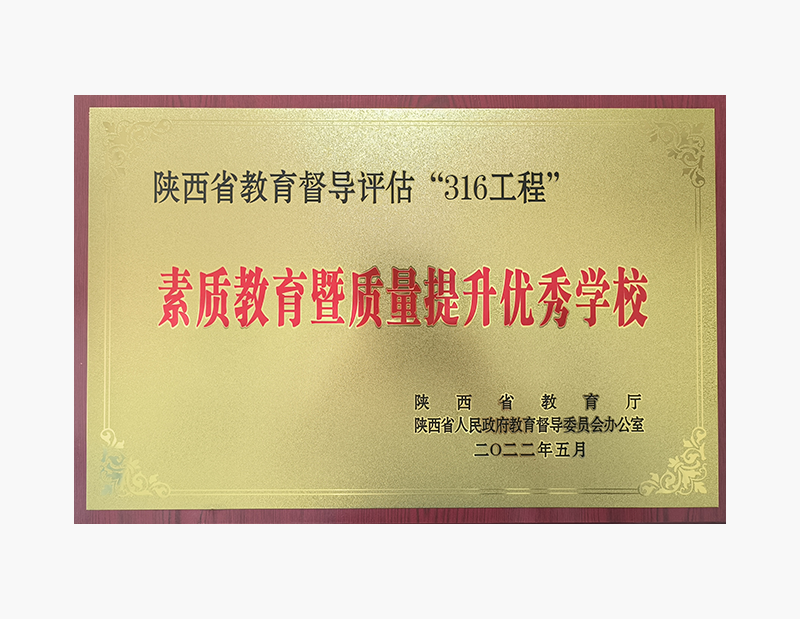 陕西省教育督导评估“316工程”
素质教育暨质量提升优秀学校
陕西省教育厅
陕西省人民政府教育督导委员会办公室
二〇二二年五月